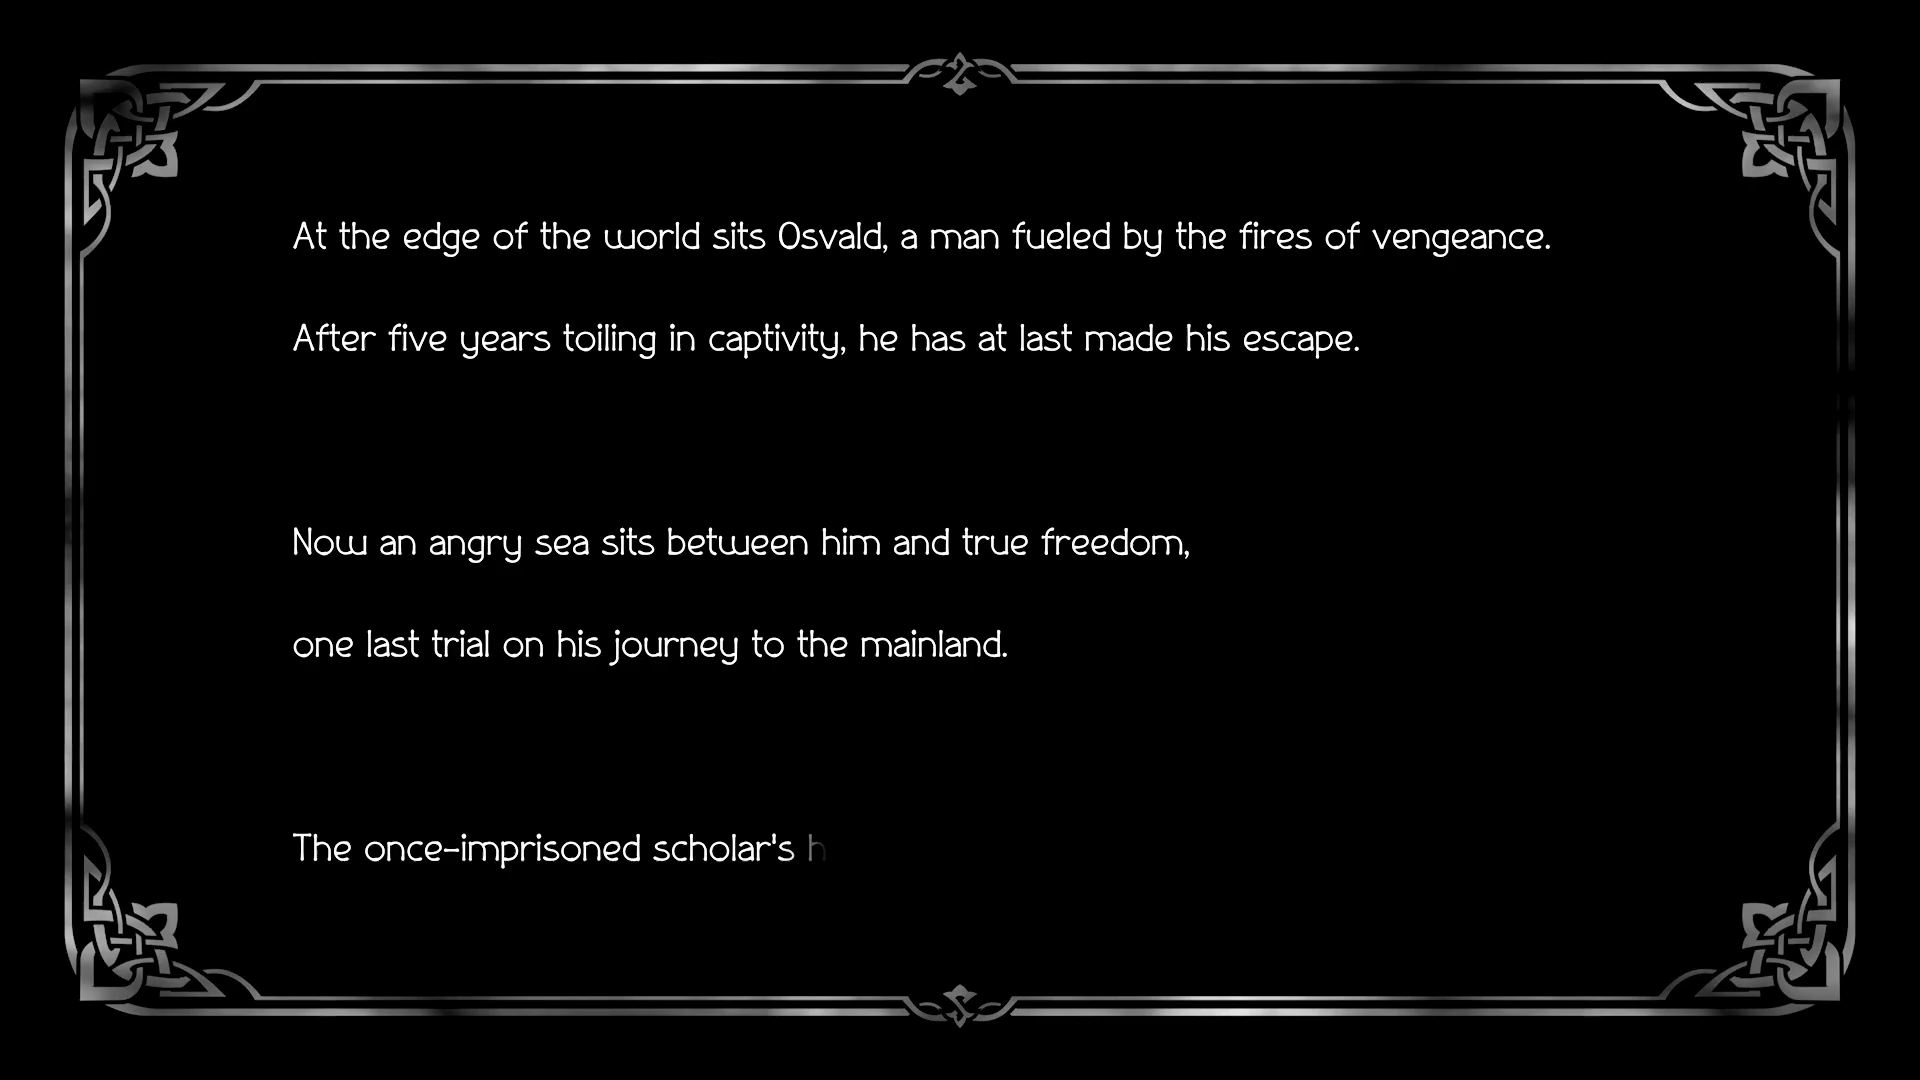 At the edge of the world sits Osvald, a man fueled by the fires of vengeance.
After five years toiling in captivity, he has at last made his escape.
Now an angry sea sits between him and true freedom,
one last trial on his journey to the mainland.
The once-imprisoned scholar's h